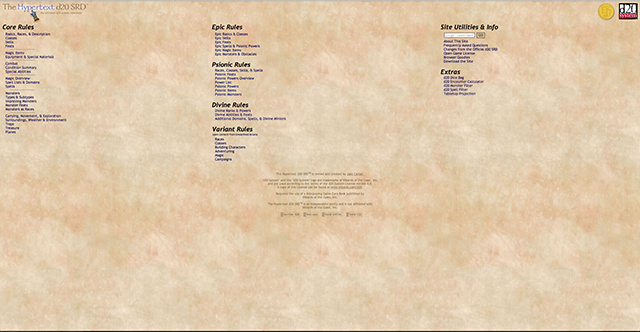 The Hypertext d20 SRD™
Core Rules
Basics, Races, & Description
Classes
Skills
Feats
Magic Items
Equipment & Special Materials
Combat
Condition Summary
Special Abilities
Magic Overview
Spell Lists & Domains
Spells
Monsters
Types & Subtypes
Improving Monsters
Monster Feats
Monsters as Races
Carrying, Movement, & Exploration
Surroundings, Weather & Environment
Traps
Treasure
Planes
Epic Rules
Epic Basics & Classes
Epic Skills
Epic Feats
Epic Spells & Psionic Powers
Epic Magic Items
Epic Monsters & Obstacles
Psionic Rules
Races, Classes, Skills, & Spells
Psionic Feats
Psionic Powers Overview
Power List
Psionic Powers
Psionic Items
Psionic Monsters
Divine Rules
Divine Ranks & Powers
Divine Abilities & Feats
Additional Domains, Spells, & Divine Minions
Variant Rules
Races
Classes
Building Characters
Adventuring
Magic
Campaigns
Site Utilities & Info
About This Site
Frequently Asked Questions
Changes from the Official d20 SRD
Open Game License
Browser Goodies
Download the Site
Extras
d20 Dice Bag
d20 Encounter Calculator
d20 Monster Filter
d20 Spell Filter
Tabletop Projection
d20
System